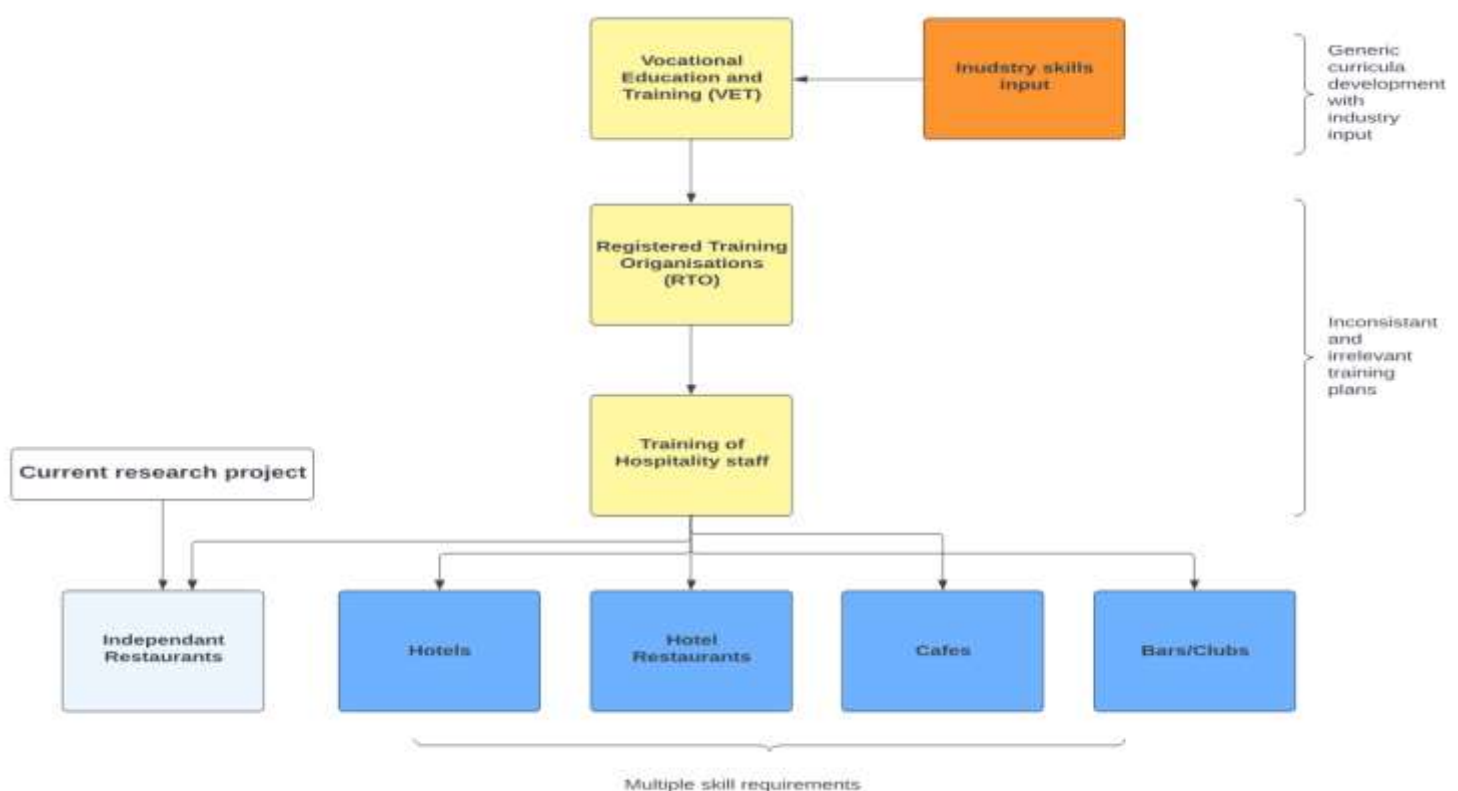 Vocational
Education and
Training (VET)
Inudstry skills
input
Generic
curricula
development
with
industry
input
Registered Training
Origanisations
(RTO)
Inconsistant
and
irrelevant
training
plans
Training of
Hospitality staff
Current research project
Independant
Restaurants
Hotels
Hotel
Restaurants
Cafes
Bars/Clubs
Multiple skill requirements